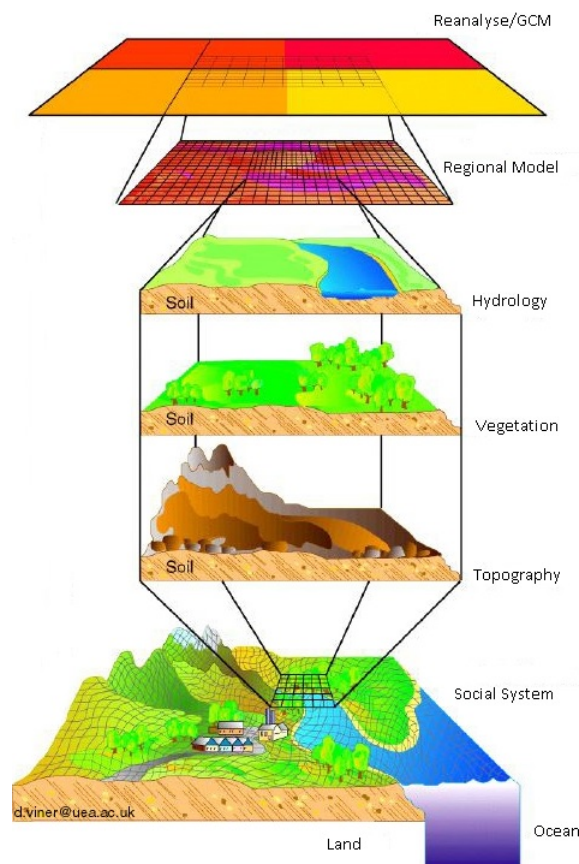 Reanalyse/GCM
Regional Model
Soil
Hydrology
Soil
Vegetation
Soil
Topography
Social System
d.viner@uea.ac.uk
Land
Ocean